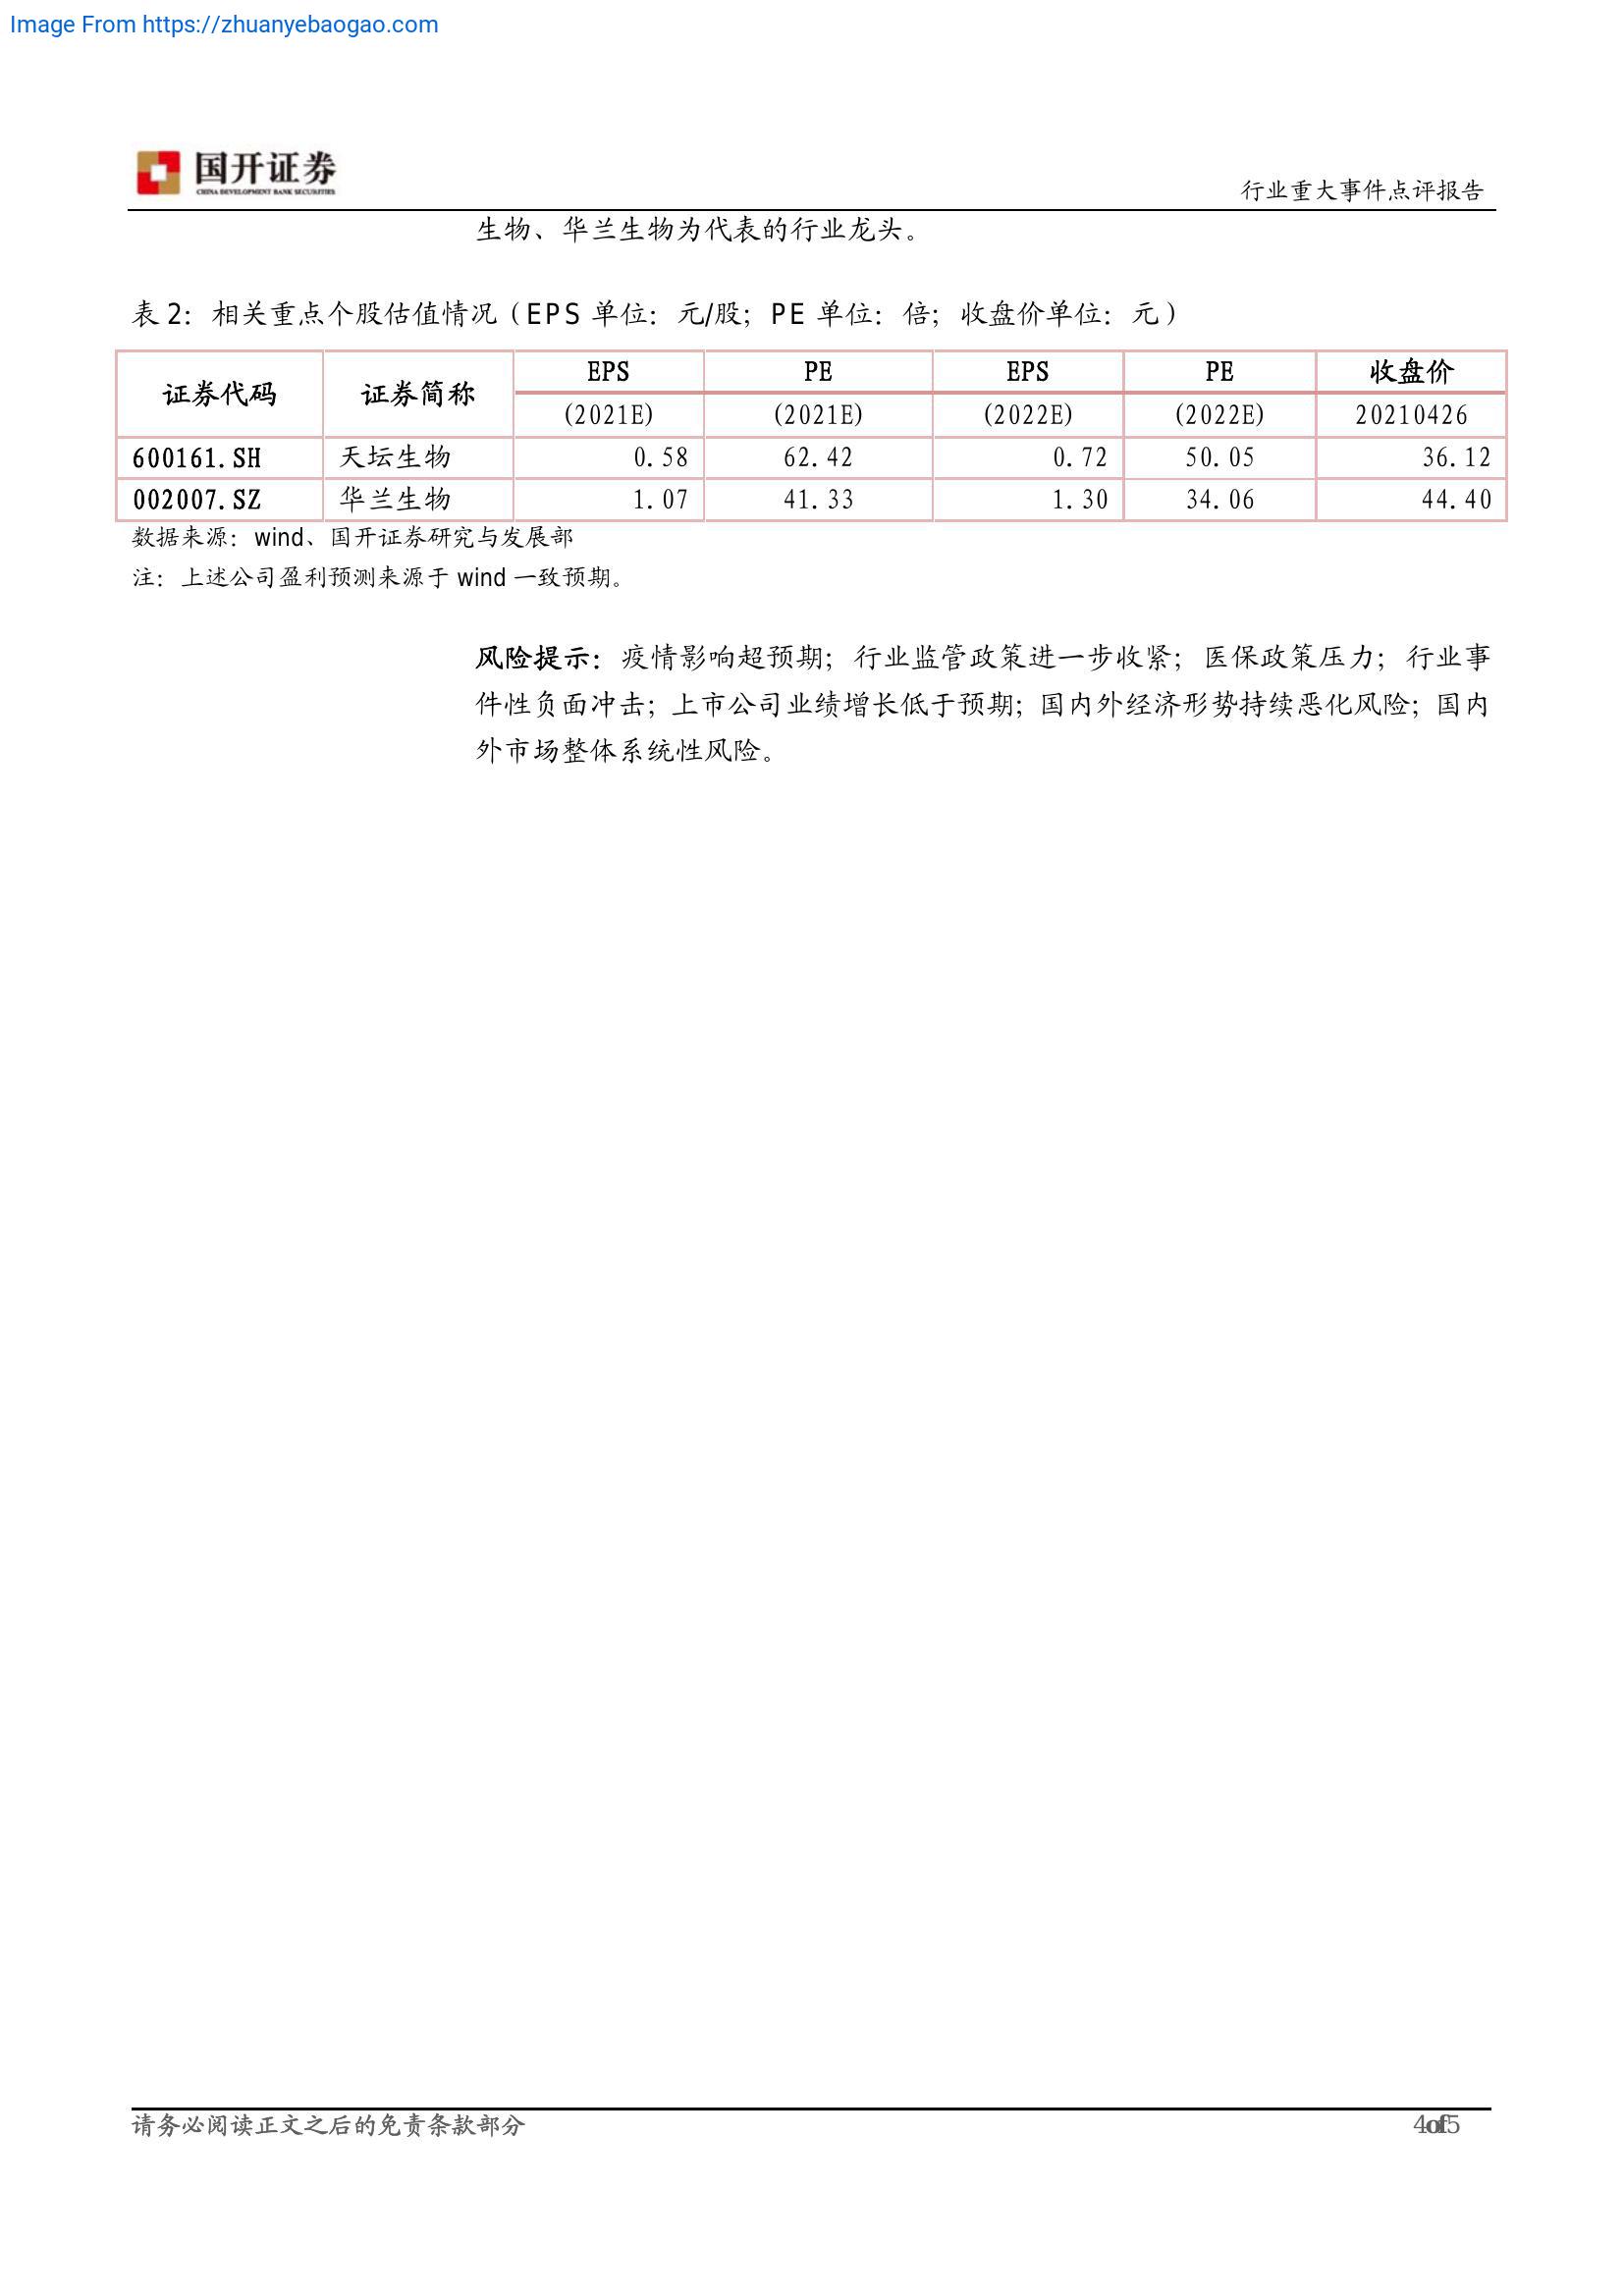 Image From https://zhuanyebaogao.com
国开证券
CHINA DEVELOPMENT BANK SECURITIES
行业重大事件点评报告
生物、华兰生物为代表的行业龙头。
表 2：相关重点个股估值情况（EPS 单位：元/股；PE 单位：倍；收盘价单位：元）
证券代码 证券简称 EPS PE EPS PE 收盘价
(2021E) (2021E) (2022E) (2022E) 20210426
600161.SH 天坛生物 0.58 62.42 0.72 50.05 36.12
002007.SZ 华兰生物 1.07 41.33 1.30 34.06 44.40
数据来源：wind、国开证券研究与发展部
注：上述公司盈利预测来源于 wind 一致预期。
风险提示：疫情影响超预期；行业监管政策进一步收紧；医保政策压力；行业事
件性负面冲击；上市公司业绩增长低于预期；国内外经济形势持续恶化风险；国内
外市场整体系统性风险。
请务必阅读正文之后的免责条款部分
4of5